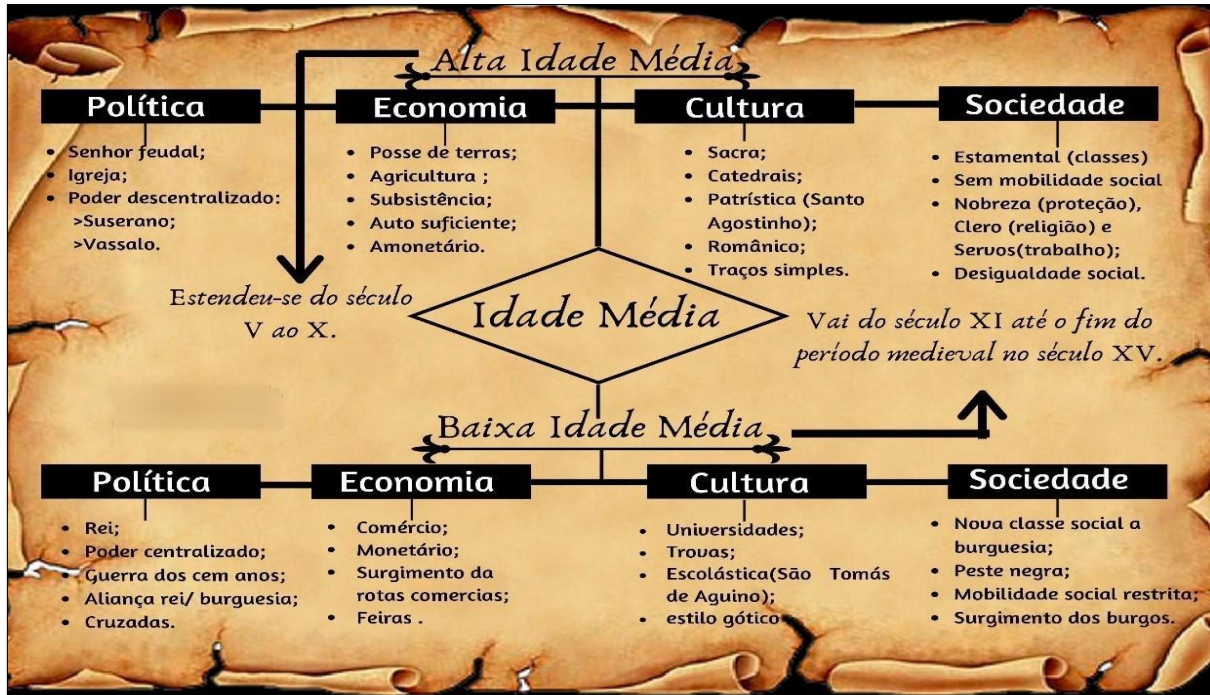 Alta Idade Média
Política
• Senhor feudal;
• Igreja;
• Poder descentralizado:
>Suserano;
>Vassalo.
Economia
• Posse de terras;
• Agricultura ;
• Subsistência;
• Auto suficiente;
• Amonetário.
Cultura
• Sacra;
• Catedrais;
• Patrística (Santo
Agostinho);
• Românico;
• Traços simples.
Sociedade
• Estamental (classes)
• Sem mobilidade social
• Nobreza (proteção),
Clero (religião) e
Servos(trabalho);
• Desigualdade social.
Estendeu-se do século
V ao X.
Idade Média
Vai do século XI até o fim do
período medieval no século XV.
Baixa Idade Média
Política
• Rei;
• Poder centralizado;
• Guerra dos cem anos;
• Aliança rei/ burguesia;
• Cruzadas.
Economia
• Comércio;
• Monetário;
• Surgimento da
rotas comercias;
• Feiras .
Cultura
• Universidades;
• Trovas;
• Escolástica(São Tomás
de Aguino);
• estilo gótico
Sociedade
• Nova classe social a
burguesia;
• Peste negra;
• Mobilidade social restrita;
• Surgimento dos burgos.